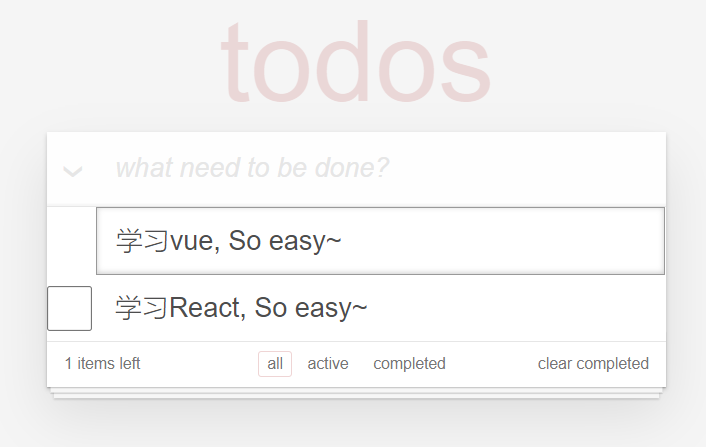 todos
what need to be done?
学习vue, So easy~
学习React, So easy~
1 items left all active completed clear completed